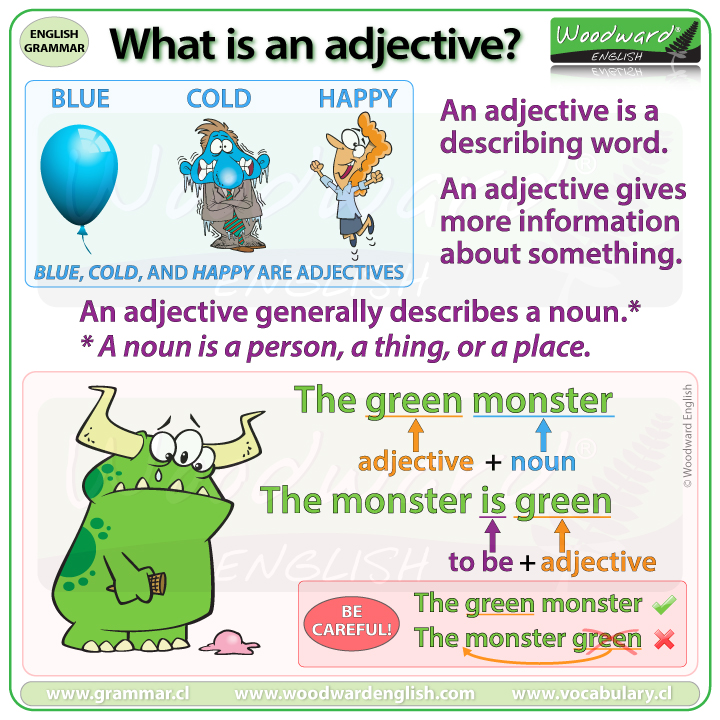 ENGLISH
GRAMMAR
What is an adjective?
Woodward®
ENGLISH
BLUE COLD HAPPY
BLUE, COLD, AND HAPPY ARE ADJECTIVES
An adjective is a
describing word.
An adjective gives
more information
about something.
An adjective generally describes a noun.*
* A noun is a person, a thing, or a place.
The green monster
adjective + noun
The monster is green
to be + adjective
BE
CAREFUL!
The green monster
The monster green
© Woodward English
www.grammar.cl www.woodwardenglish.com www.vocabulary.cl